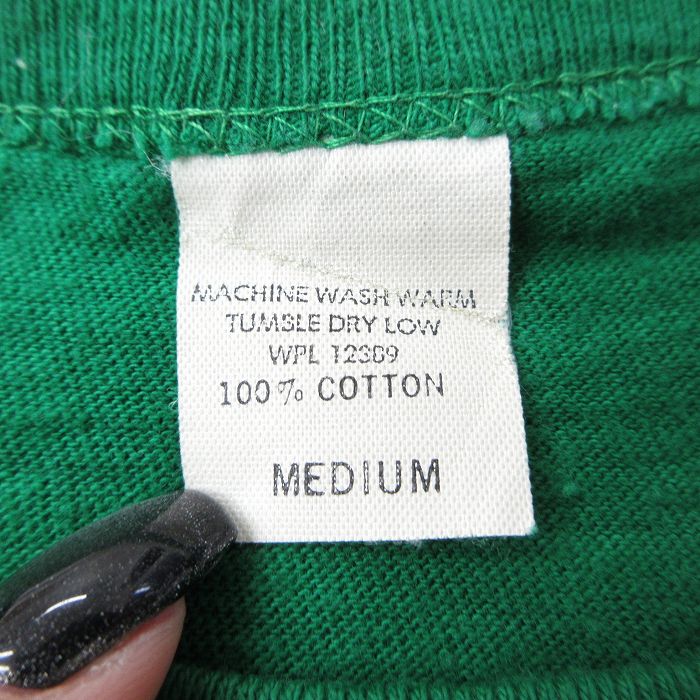 MACHINE WASH WARM
TUMBLE DRY LOW
WPL 12389
100% COTTON
MEDIUM